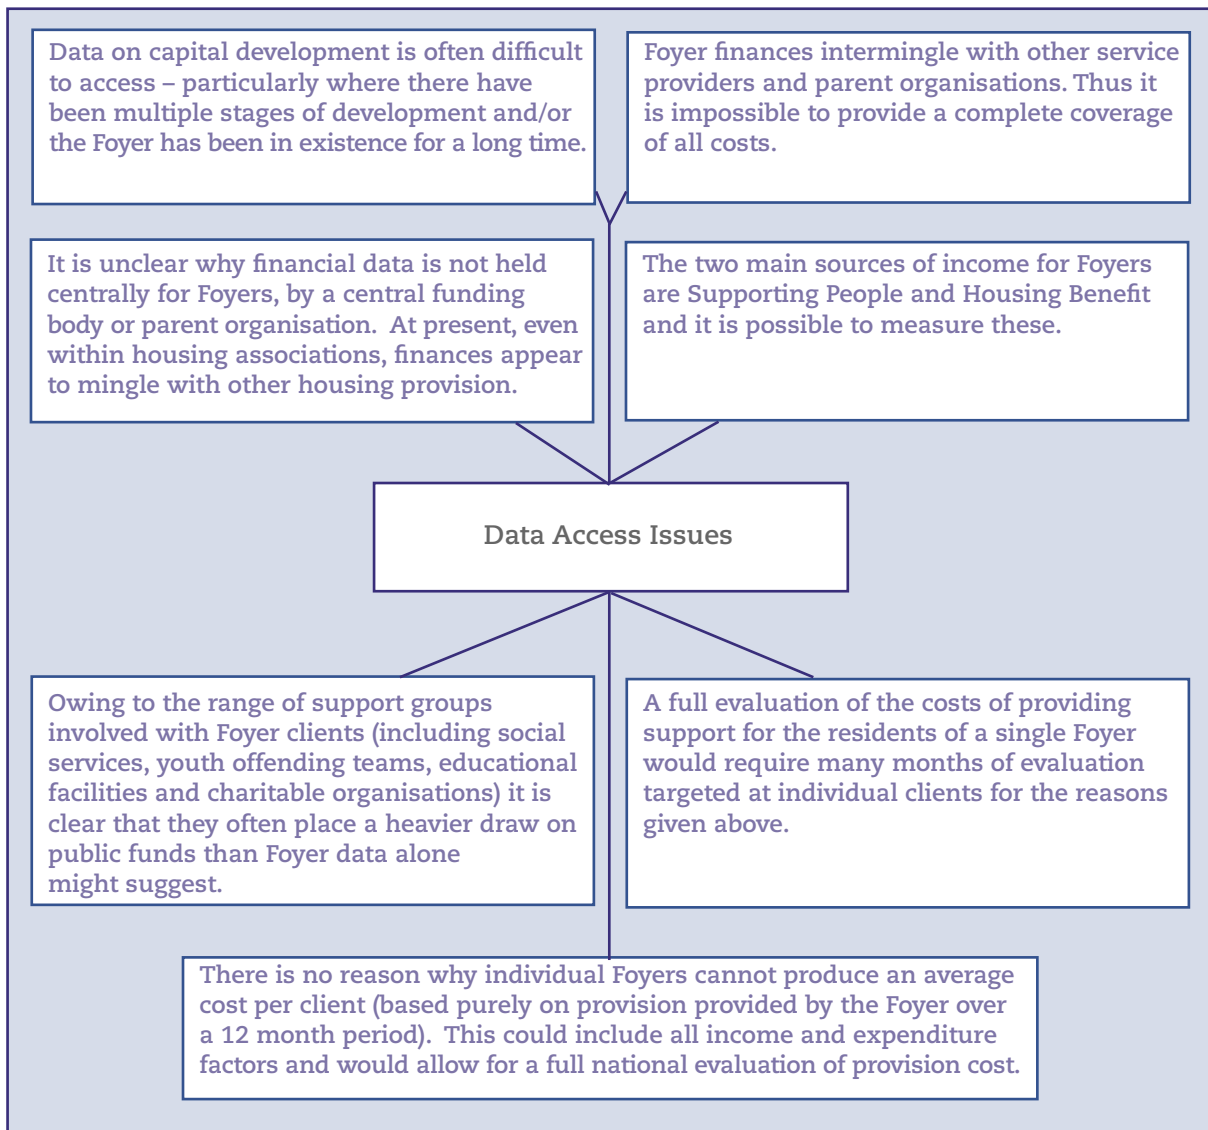 Data on capital development is often difficult
to access – particularly where there have
been multiple stages of development and/or
the Foyer has been in existence for a long time.
Foyer finances intermingle with other service
providers and parent organisations. Thus it
is impossible to provide a complete coverage
of all costs.
It is unclear why financial data is not held
centrally for Foyers, by a central funding
body or parent organisation. At present, even
within housing associations, finances appear
to mingle with other housing provision.
The two main sources of income for Foyers
are Supporting People and Housing Benefit
and it is possible to measure these.
Data Access Issues
Owing to the range of support groups
involved with Foyer clients (including social
services, youth offending teams, educational
facilities and charitable organisations) it is
clear that they often place a heavier draw on
public funds than Foyer data alone
might suggest.
A full evaluation of the costs of providing
support for the residents of a single Foyer
would require many months of evaluation
targeted at individual clients for the reasons
given above.
There is no reason why individual Foyers cannot produce an average
cost per client (based purely on provision provided by the Foyer over
a 12 month period). This could include all income and expenditure
factors and would allow for a full national evaluation of provision cost.